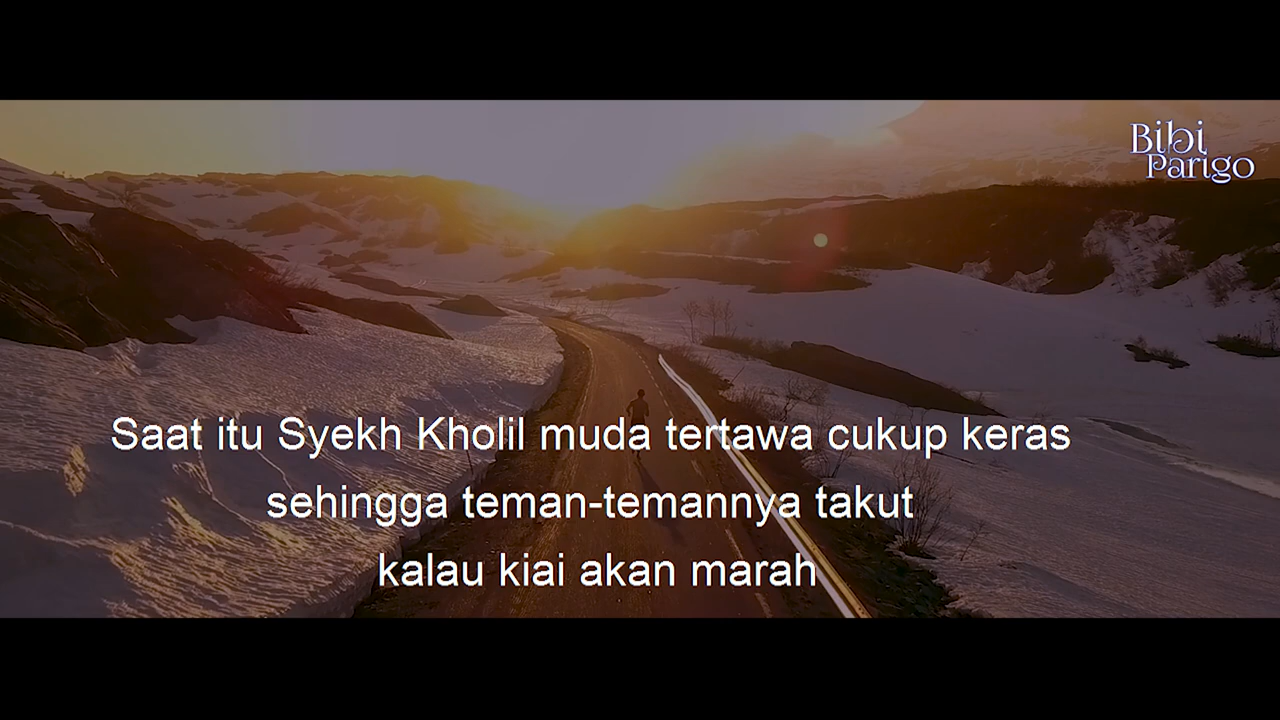 Bibi
Parigo
Saat itu Syekh Kholil muda tertawa cukup keras
sehingga teman-temannya takut
kalau kiai akan marah